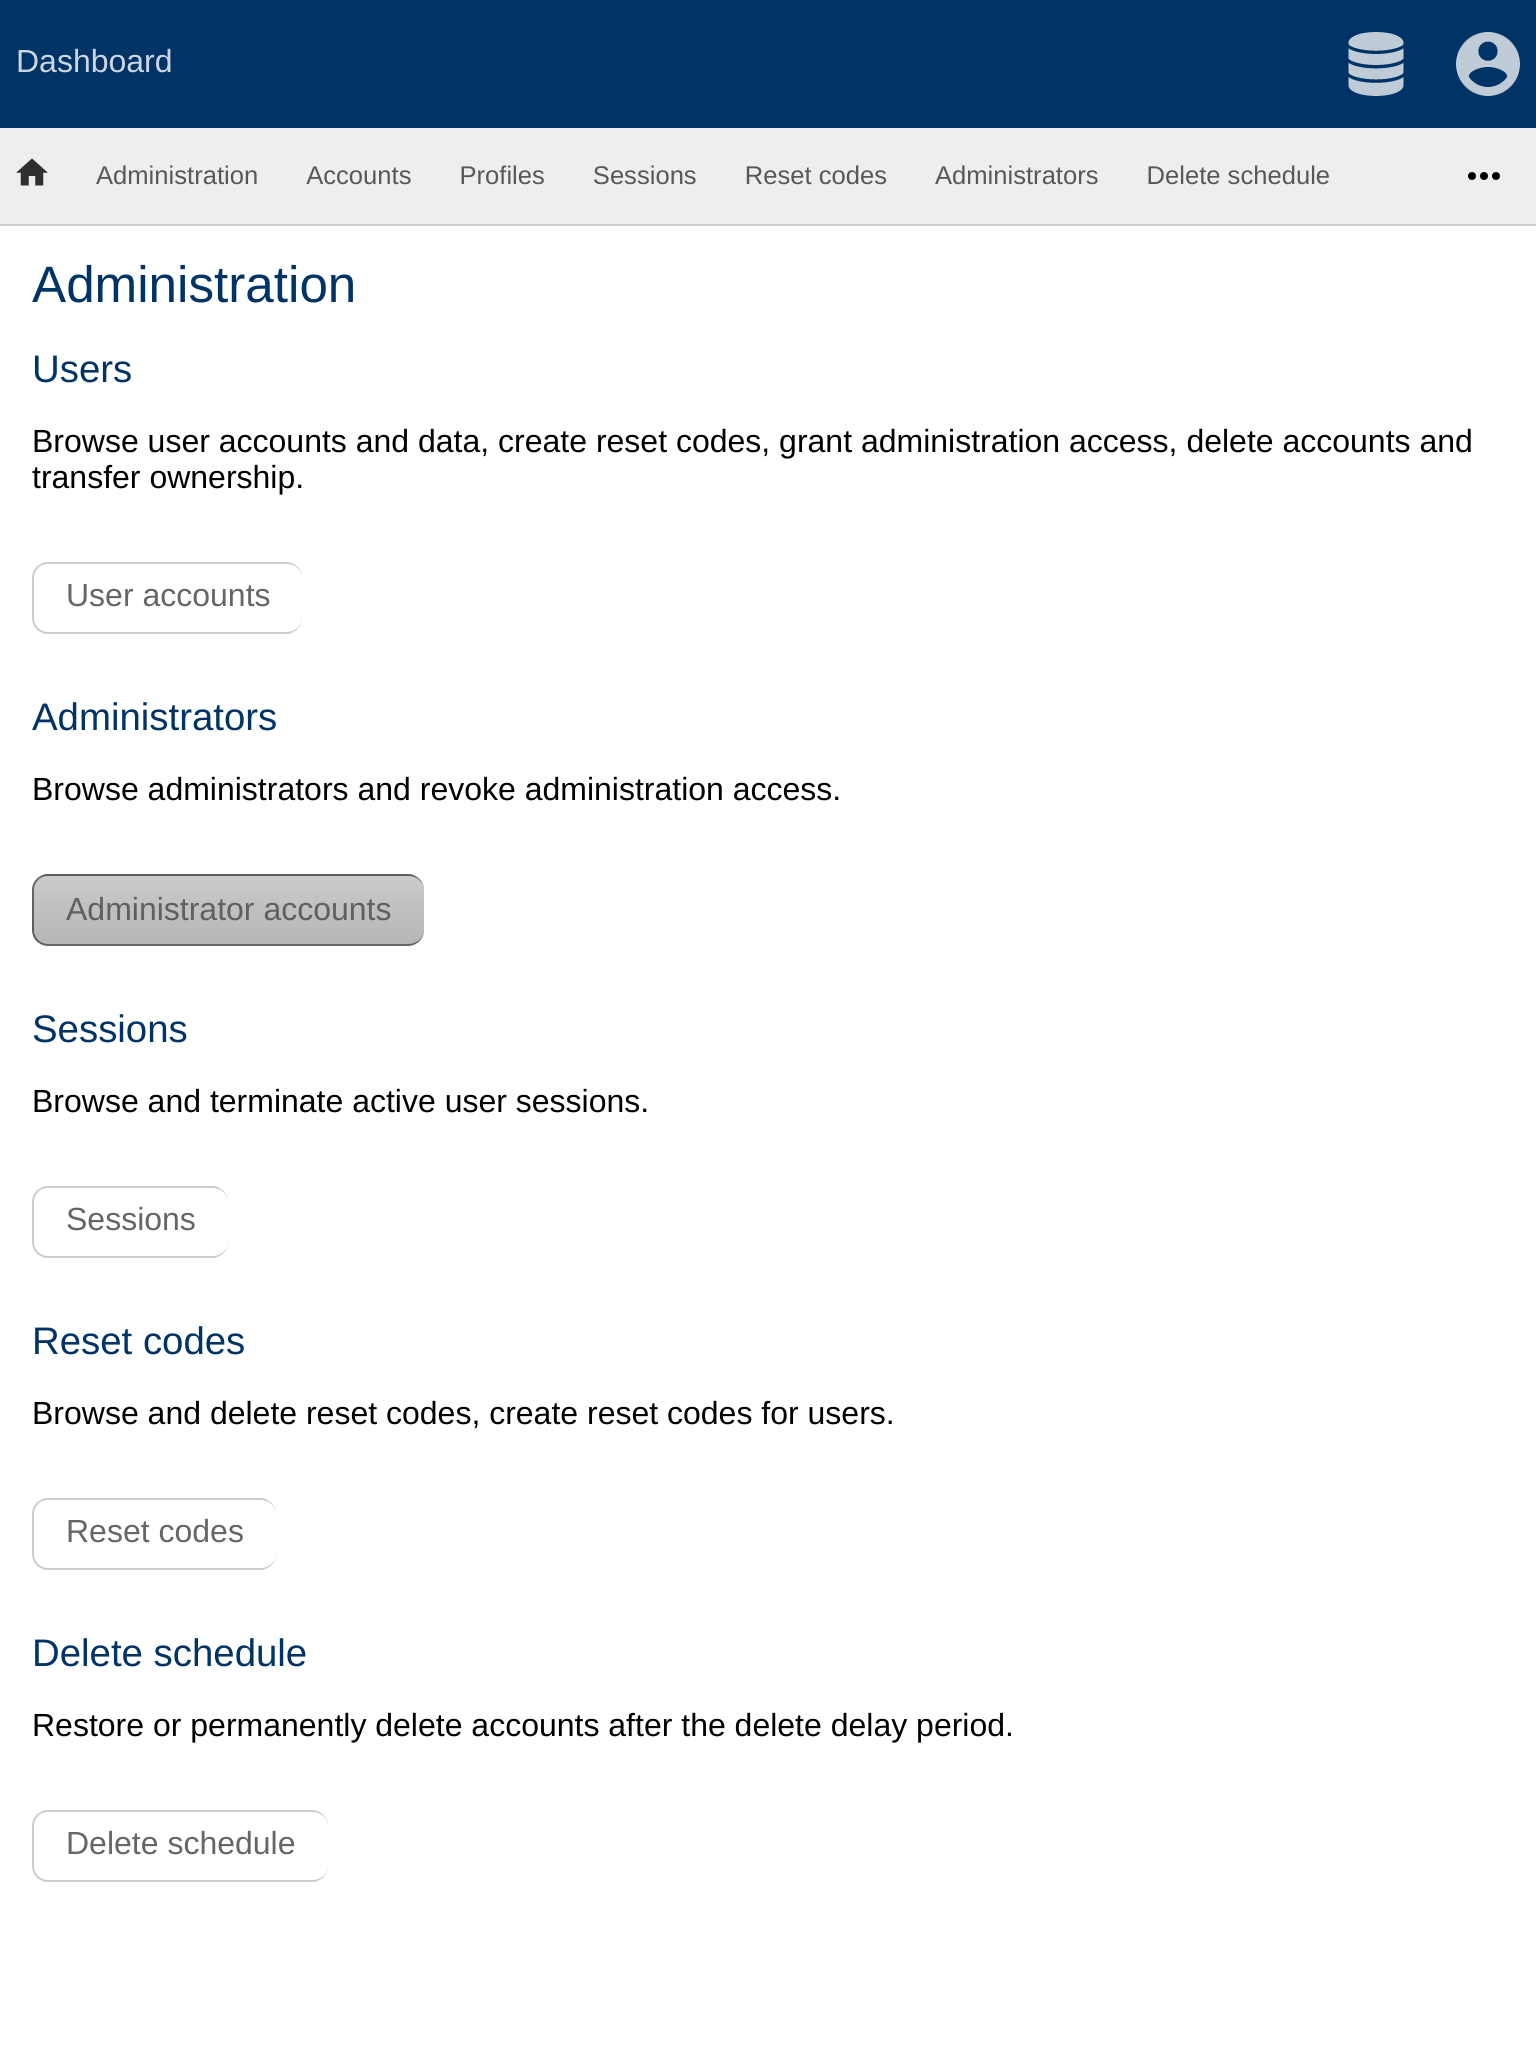 Dashboard
Administration Accounts Profiles Sessions Reset codes Administrators Delete schedule
Administration
Users
Browse user accounts and data, create reset codes, grant administration access, delete accounts and
transfer ownership.
User accounts
Administrators
Browse administrators and revoke administration access.
Administrator accounts
Sessions
Browse and terminate active user sessions.
Sessions
Reset codes
Browse and delete reset codes, create reset codes for users.
Reset codes
Delete schedule
Restore or permanently delete accounts after the delete delay period.
Delete schedule